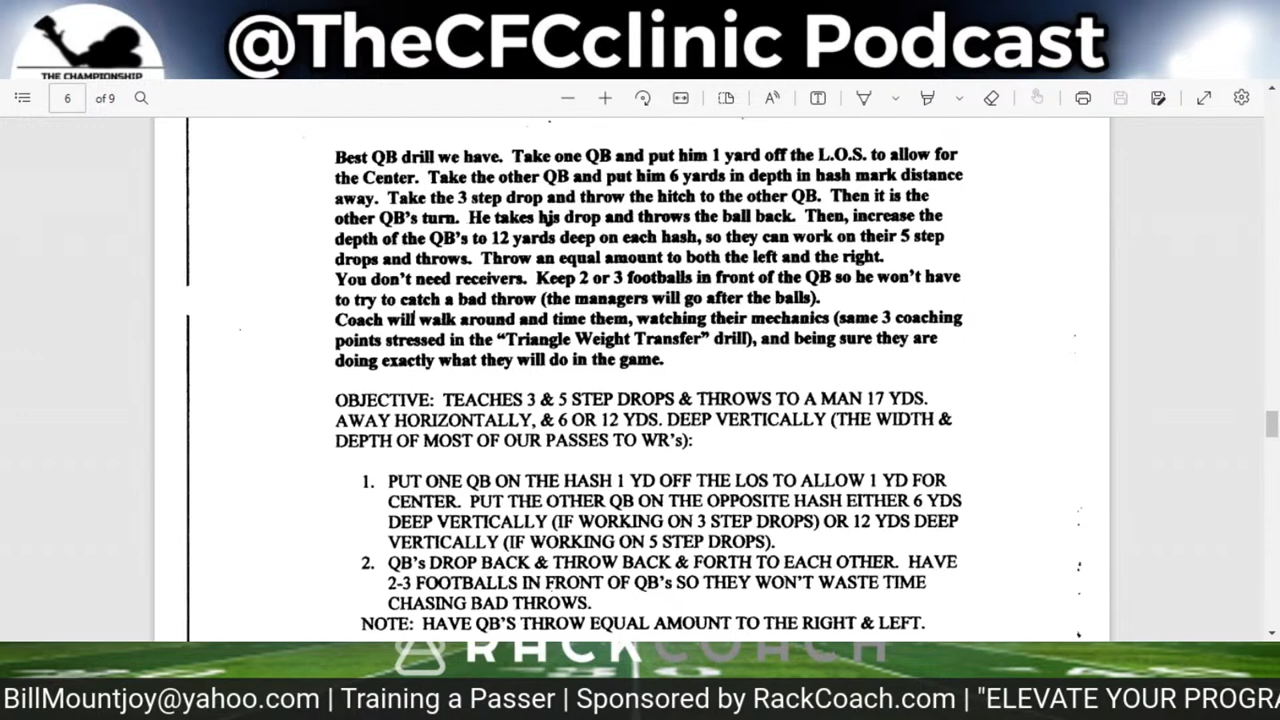 @TheCFCclinic Podcast
THE CHAMPIONSHIP
6 of 9
Best QB drill we have. Take one QB and put him 1 yard off the L.O.S. to allow for
the Center. Take the other QB and put him 6 yards in depth in hash mark distance
away. Take the 3 step drop and throw the hitch to the other QB. Then it is the
other QB's turn. He takes his drop and throws the ball back. Then, increase the
depth of the QB's to 12 yards deep on each hash, so they can work on their 5 step
drops and throws. Throw an equal amount to both the left and the right.
You don't need receivers. Keep 2 or 3 footballs in front of the QB so he won't have
to try to catch a bad throw (the managers will go after the balls).
Coach will walk around and time them, watching their mechanics (same 3 coaching
points stressed in the “Triangle Weight Transfer” drill), and being sure they are
doing exactly what they will do in the game.
OBJECTIVE: TEACHES 3 & 5 STEP DROPS & THROWS TO A MAN 17 YDS.
AWAY HORIZONTALLY, & 6 OR 12 YDS. DEEP VERTICALLY (THE WIDTH &
DEPTH OF MOST OF OUR PASSES TO WR's):
1. PUT ONE QB ON THE HASH 1 YD OFF THE LOS TO ALLOW 1 YD FOR
CENTER. PUT THE OTHER QB ON THE OPPOSITE HASH EITHER 6 YDS
DEEP VERTICALLY (IF WORKING ON 3 STEP DROPS) OR 12 YDS DEEP
VERTICALLY (IF WORKING ON 5 STEP DROPS).
2. QB's DROP BACK & THROW BACK & FORTH TO EACH OTHER. HAVE
2-3 FOOTBALLS IN FRONT OF QB's SO THEY WON'T WASTE TIME
CHASING BAD THROWS.
NOTE: HAVE QB'S THROW EQUAL AMOUNT TO THE RIGHT & LEFT.
RACKCOACH
BillMountjoy@yahoo.com | Training a Passer | Sponsored by RackCoach.com | "ELEVATE YOUR PROGRA